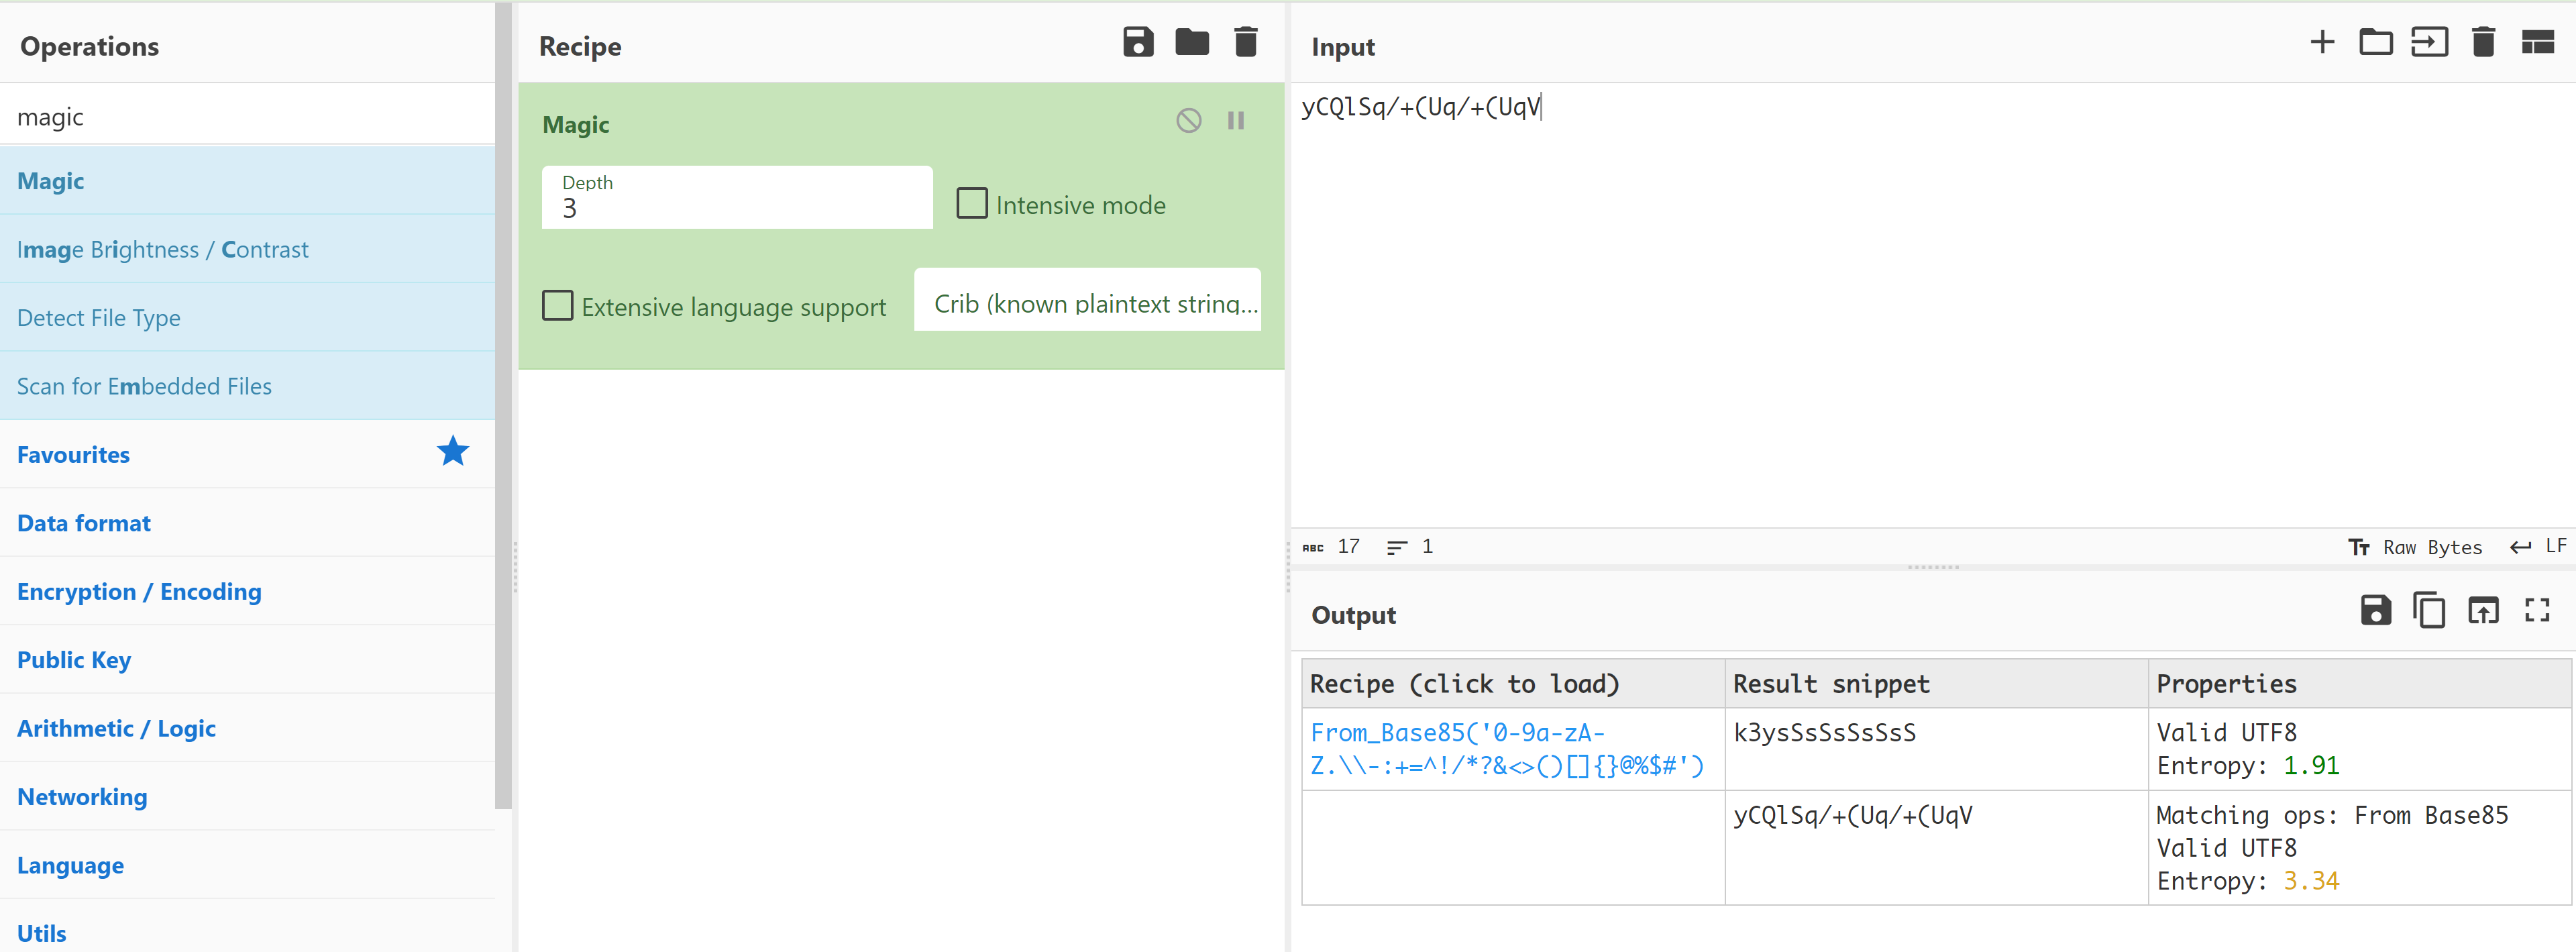 Operations
magic
Magic
Image Brightness / Contrast
Detect File Type
Scan for Embedded Files
Favourites
Data format
Encryption / Encoding
Public Key
Arithmetic / Logic
Networking
Language
Utils
Recipe
Magic
Depth
3
Intensive mode
Extensive language support
Crib (known plaintext string...
Input
yCQlSq/+(Uq/+(UqV
ABC 17
1
Tт Raw Bytes
LF
Output
Recipe (click to load)
Result snippet
Properties
From_Base85('0-9a-zA-
Z.\\-:+=^!/*?&<>()[]{}@%$#')
k3ysSsSsSsSsS
Valid UTF8
Entropy: 1.91
yCQlSq/+(Uq/+(UqV
Matching ops: From Base85
Valid UTF8
Entropy: 3.34